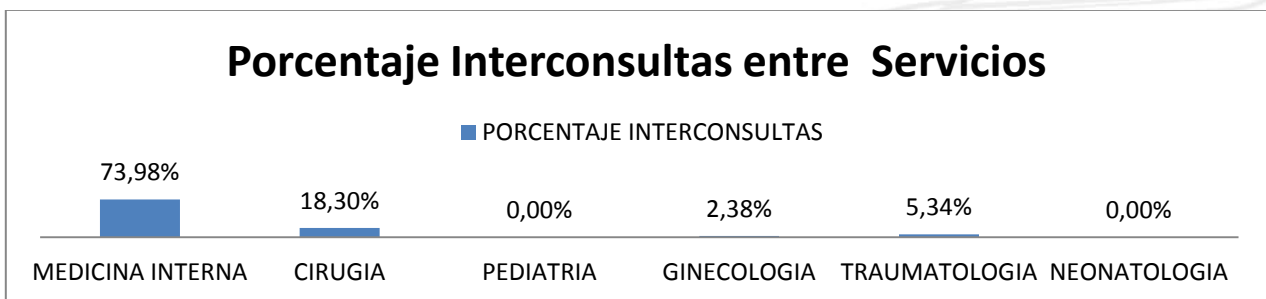 Porcentaje Interconsultas entre Servicios
PORCENTAJE INTERCONSULTAS
73,98% 18,30% 0,00% 2,38% 5,34% 0,00%
MEDICINA INTERNA CIRUGIA PEDIATRIA GINECOLOGIA TRAUMATOLOGIA NEONATOLOGIA